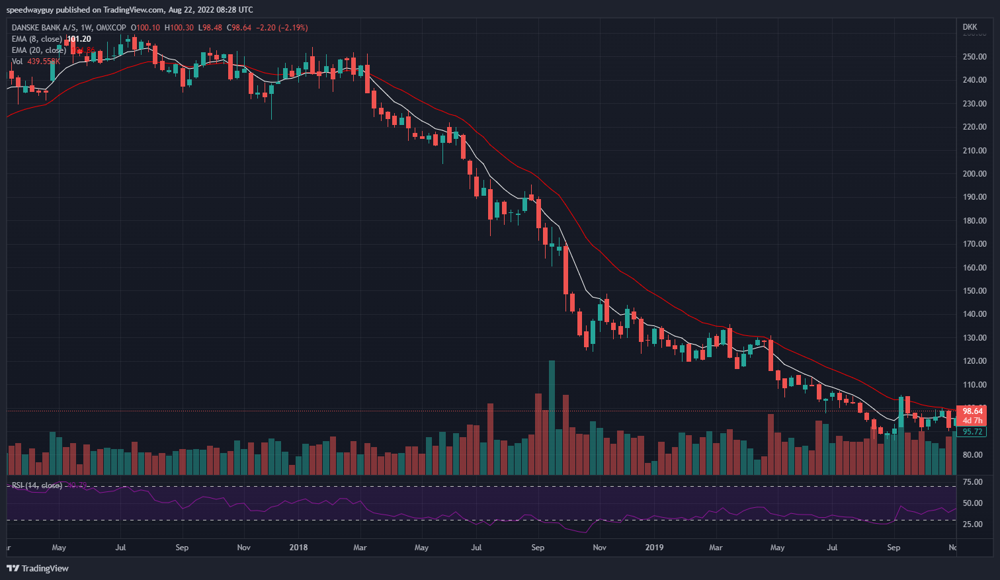 speedwayguy published on TradingView.com, Aug 22, 2022 08:28 UTC
DANSKE BANK A/S, 1W, OMXCOP O100.10 H100.30 L98.48 C98.64 −2.20 (−2.19%)
EMA (8, close) 101.20
EMA (20, close)
Vol 439.558K
DKK
250.00
240.00
230.00
220.00
210.00
200.00
190.00
180.00
170.00
160.00
150.00
140.00
130.00
120.00
110.00
98.64
4d 7h
95.72
80.00
RSI (14, close) 40.79
75.00
50.00
25.00
May Jul Sep Nov 2018 Mar May Jul Sep Nov 2019 Mar May Jul Sep
TradingView